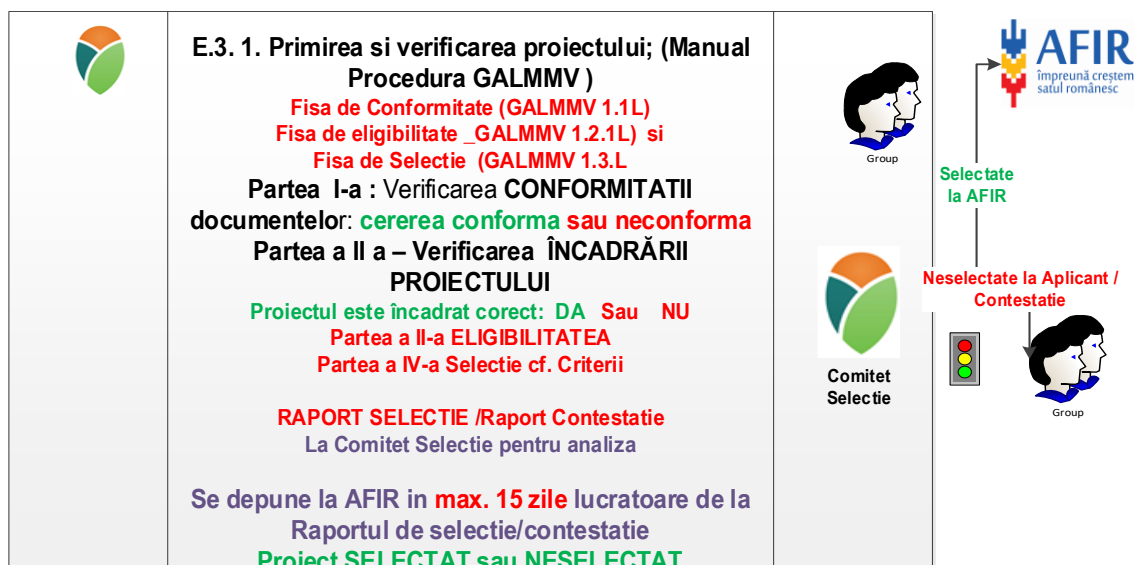 E.3. 1. Primirea si verificarea proiectului; (Manual
Procedura GALMMV )
Fisa de Conformitate (GALMMV 1.1L)
Fisa de eligibilitate _GALMMV 1.2.1L) si
Fisa de Selectie (GALMMV 1.3.L
Partea I-a : Verificarea CONFORMITATII
documentelor: cererea conforma sau neconforma
Partea a II a – Verificarea ÎNCADRĂRII
PROIECTULUI
Proiectul este încadrat corect: DA Sau NU
Partea a II-a ELIGIBILITATEA
Partea a IV-a Selectie cf. Criterii
RAPORT SELECTIE /Raport Contestatie
La Comitet Selectie pentru analiza
Se depune la AFIR in max. 15 zile lucratoare de la
Raportul de selectie/contestatie
Proiect SELECTAT sau NESELECTAT
Group
Comitet
Selectie
AFIR
împreună creștem
satul românesc
Selectate
la AFIR
Neselectate la Aplicant /
Contestatie
Group